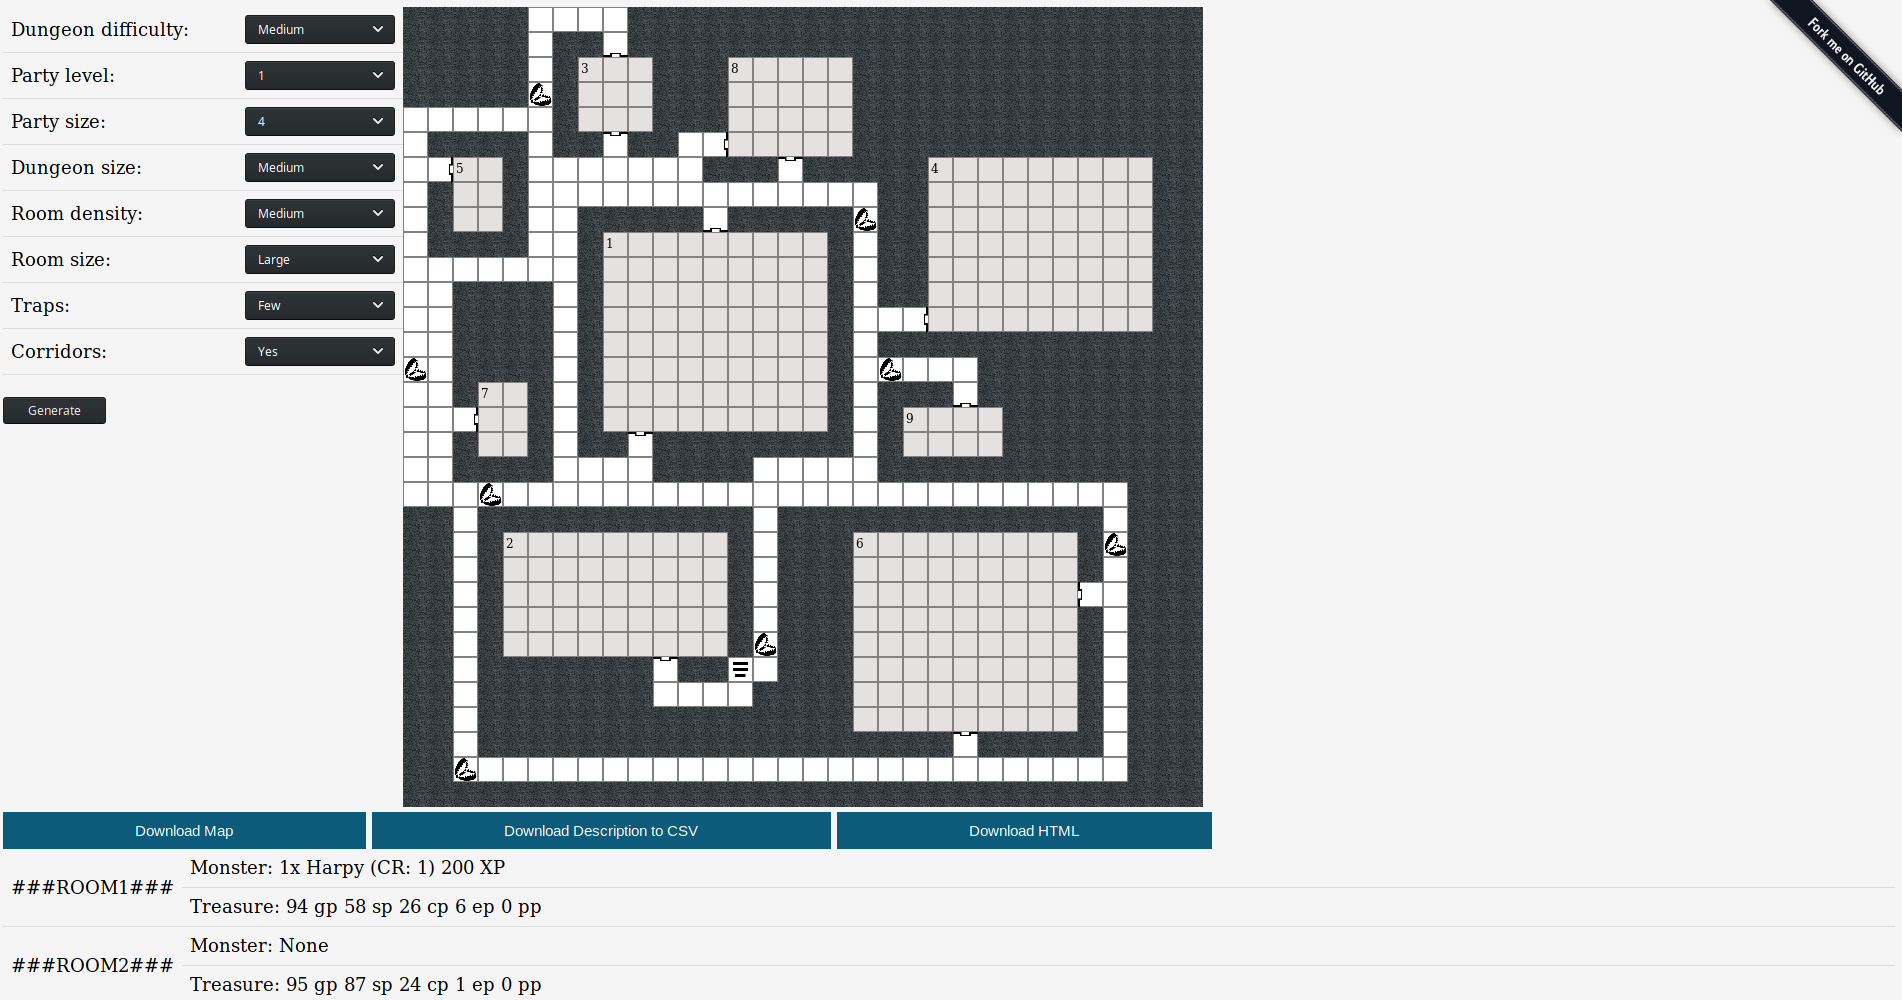 Dungeon difficulty: Medium
Party level: 1
Party size: 4
Dungeon size: Medium
Room density: Medium
Room size: Large
Traps: Few
Corridors: Yes
Generate
3
8
5
4
1
7
9
2
6
Fork me on GitHub
Download Map
Download Description to CSV
Download HTML
###ROOM1###
Monster: 1x Harpy (CR: 1) 200 XP
Treasure: 94 gp 58 sp 26 cp 6 ep 0 pp
###ROOM2###
Monster: None
Treasure: 95 gp 87 sp 24 cp 1 ep 0 pp